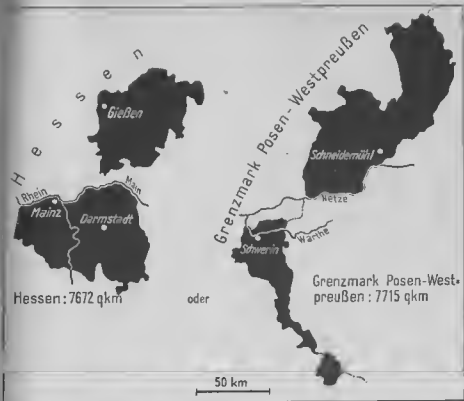 Hessen
Gießen
Rhein
Main
Mainz
Darmstadt
Hessen: 7672 qkm
oder
Grenzmark Posen-Westpreußen
Schneidemühl
Netze
Warthe
Schwerin
Grenzmark Posen-West-
preußen: 7715 qkm
50 km